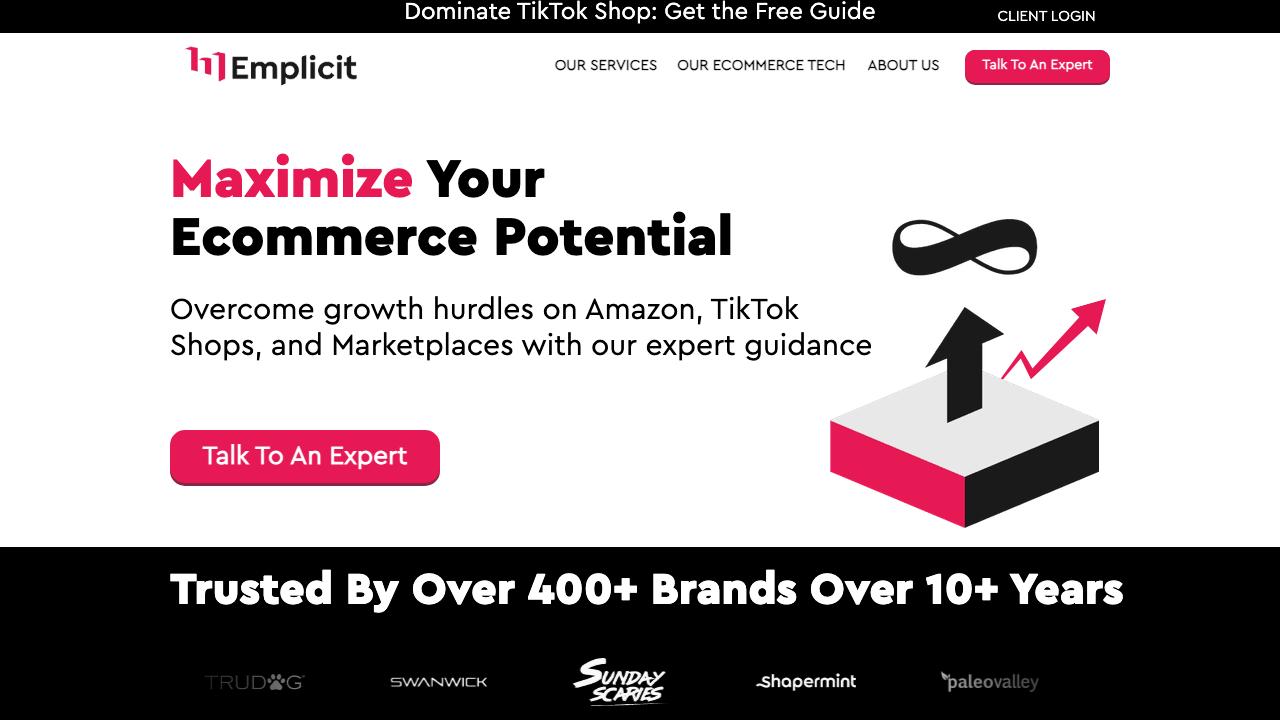 Dominate TikTok Shop: Get the Free Guide
CLIENT LOGIN
Emplicit
OUR SERVICES
OUR ECOMMERCE TECH
ABOUT US
Talk To An Expert
Maximize Your
Ecommerce Potential
Overcome growth hurdles on Amazon, TikTok
Shops, and Marketplaces with our expert guidance
Talk To An Expert
Trusted By Over 400+ Brands Over 10+ Years
TRUDOG
SWANWICK
SUNDAY
SCARIES
Shapermint
paleovalley